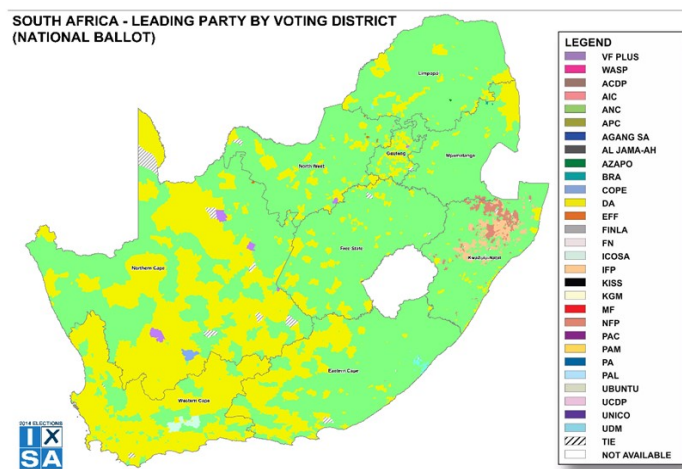 SOUTH AFRICA - LEADING PARTY BY VOTING DISTRICT
(NATIONAL BALLOT)
Limpopo
North West
Gauteng
Mpumalanga
Free State
Kwazulu-Natal
Northern Cape
Eastern Cape
Western Cape
2014 ELECTIONS
IX
SA
LEGEND
VF PLUS
WASP
ACDP
AIC
ANC
APC
AGANG SA
AL JAMA-AH
AZAPO
BRA
COPE
DA
EFF
FINLA
FN
ICOSA
IFP
KISS
KGM
MF
NFP
PAC
PAM
PA
PAL
UBUNTU
UCDP
UNICO
UDM
TIE
NOT AVAILABLE